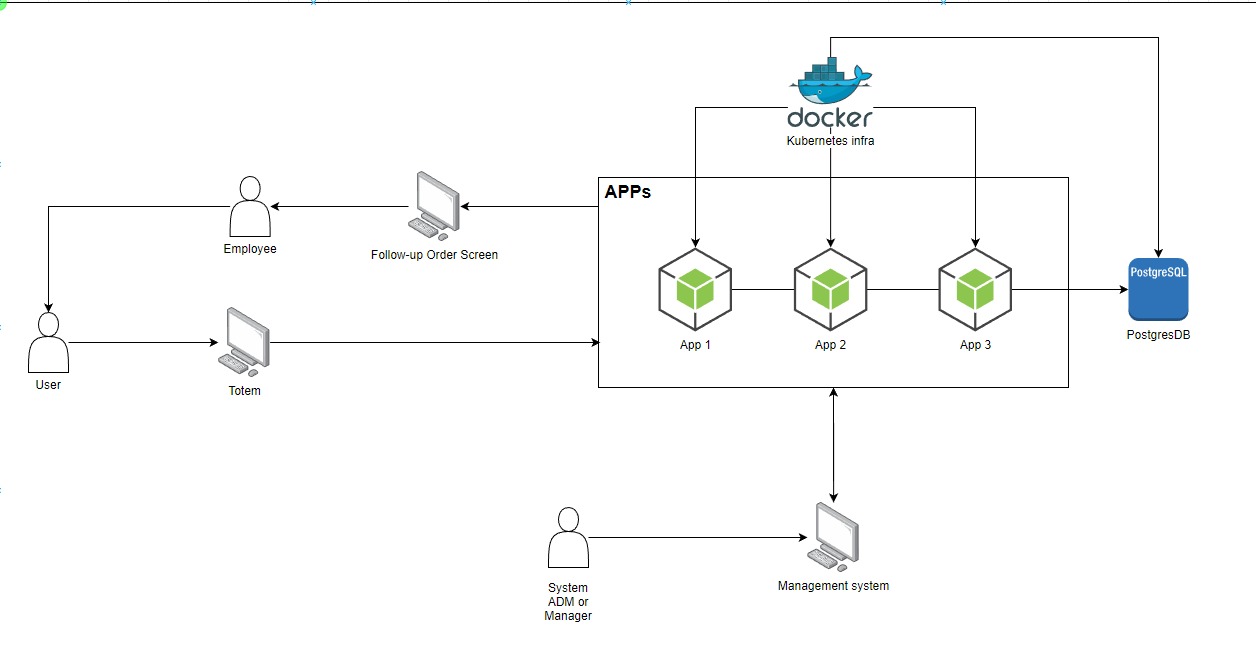 docker
Kubernetes infra
APPs
Employee
Follow-up Order Screen
PostgreSQL
PostgresDB
App 1
App 2
App 3
User
Totem
System
ADM or
Manager
Management system